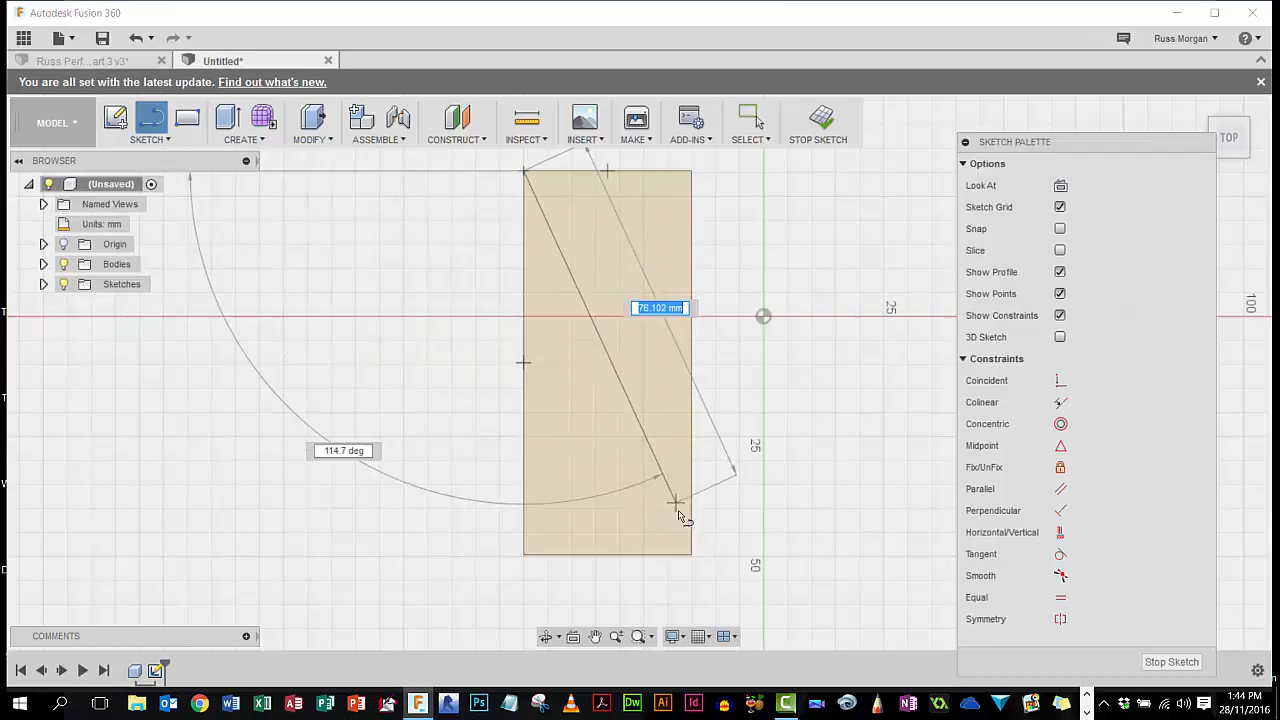 Autodesk Fusion 360
Russ Morgan
Russ Perf...art.3 v3*
Untitled*
You are all set with the latest update. Find out what's new.
MODEL
SKETCH
CREATE
MODIFY
ASSEMBLE
CONSTRUCT
INSPECT
INSERT
MAKE
ADD-INS
SELECT
STOP SKETCH
TOP
BROWSER
(Unsaved)
Named Views
Units: mm
Origin
Bodies
Sketches
76.102 mm
114.7 deg
25
100
25
50
SKETCH PALETTE
Options
Look At
Sketch Grid
Snap
Slice
Show Profile
Show Points
Show Constraints
3D Sketch
Constraints
Coincident
Colinear
Concentric
Midpoint
Fix/UnFix
Parallel
Perpendicular
Horizontal/Vertical
Tangent
Smooth
Equal
Symmetry
Stop Sketch
COMMENTS
1:44 PM
28/11/2016